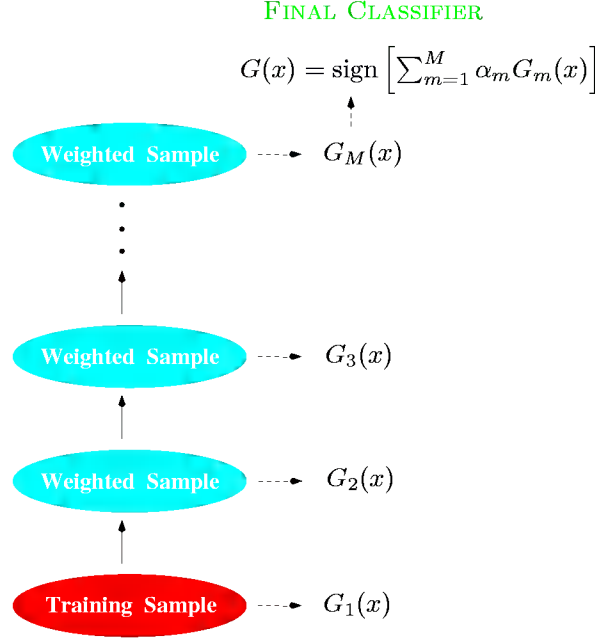 FINAL CLASSIFIER
G(x) = sign [∑_{m=1}^{M} α_m G_m(x)]
Weighted Sample G_M(x)
Weighted Sample G_3(x)
Weighted Sample G_2(x)
Training Sample G_1(x)